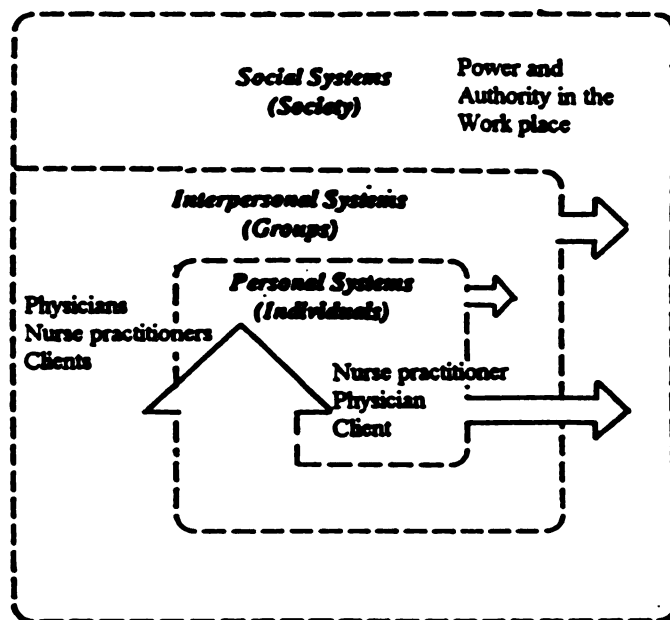 Social Systems
(Society)
Power and
Authority in the
Work place
Interpersonal Systems
(Groups)
Personal Systems
(Individuals)
Physicians
Nurse practitioners
Clients
Nurse practitioner
Physician
Client